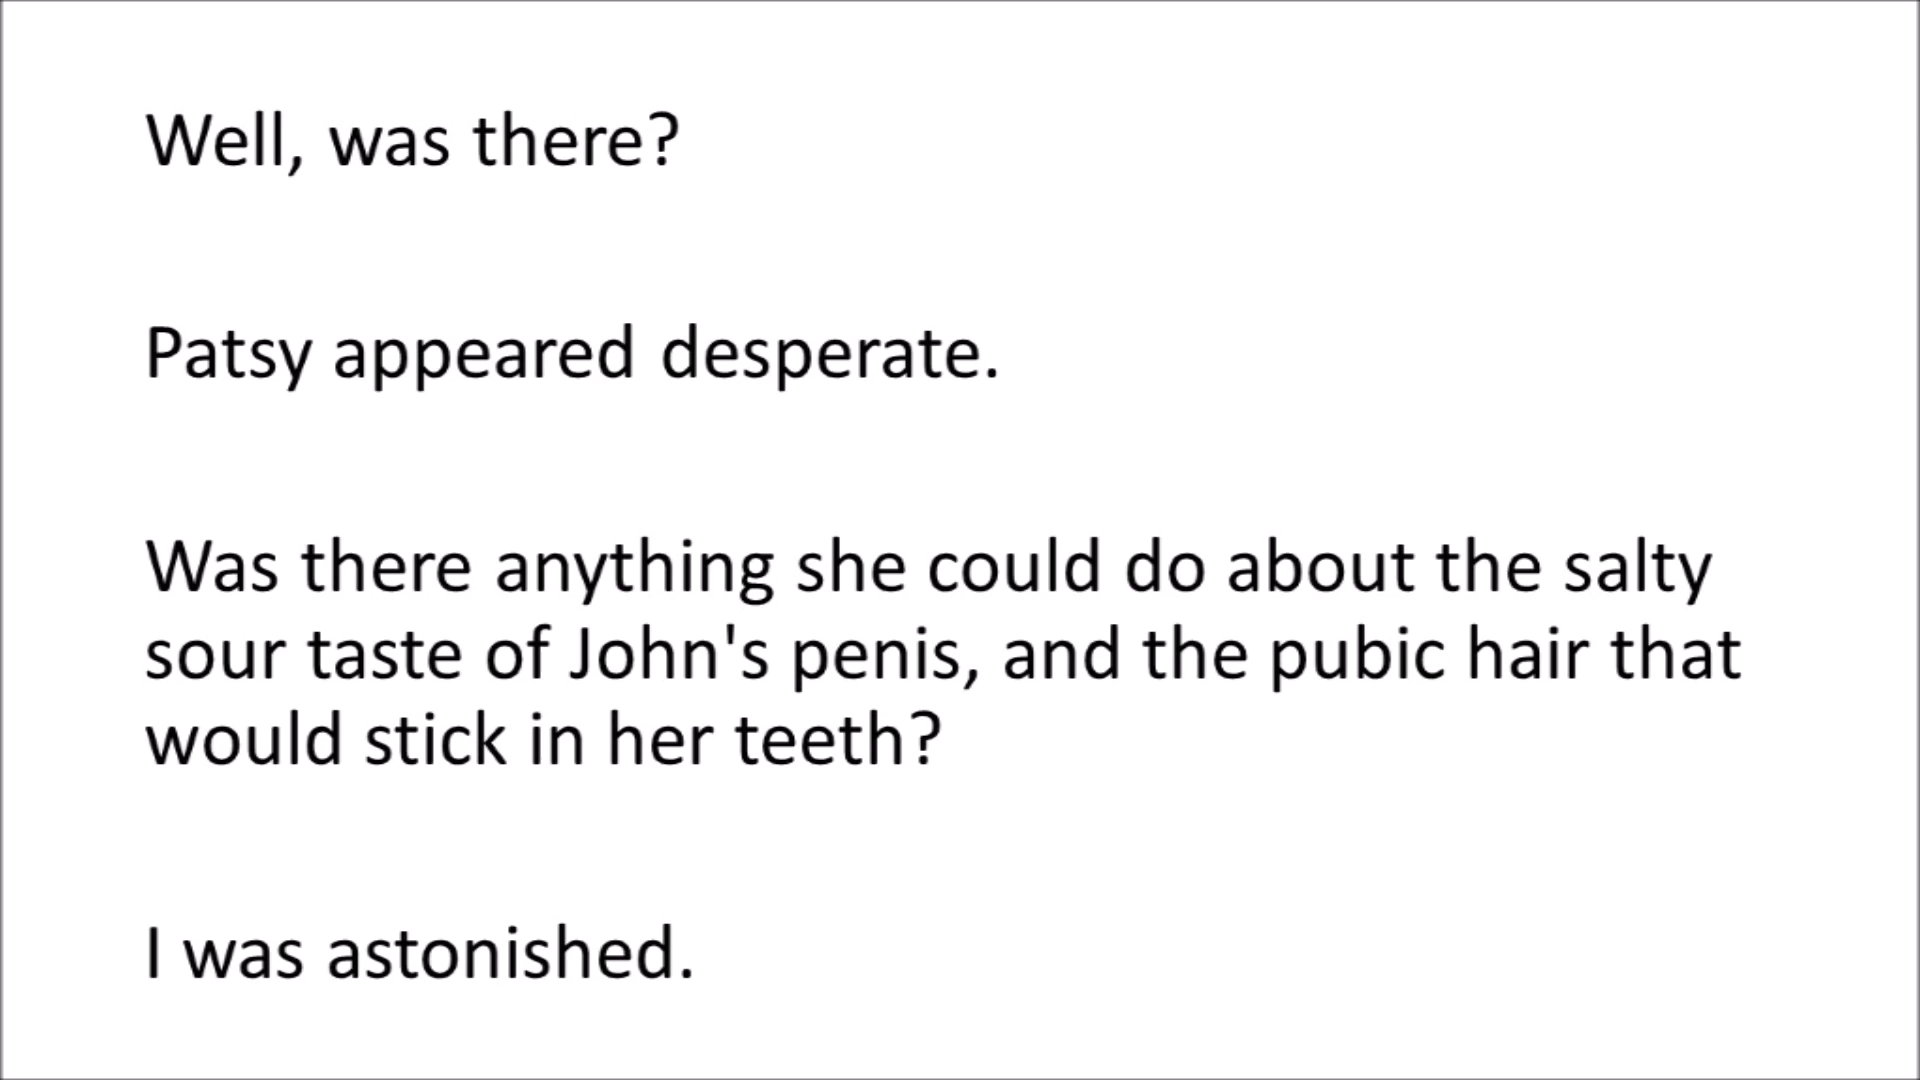 Well, was there?
Patsy appeared desperate.
Was there anything she could do about the salty
sour taste of John's penis, and the pubic hair that
would stick in her teeth?
I was astonished.